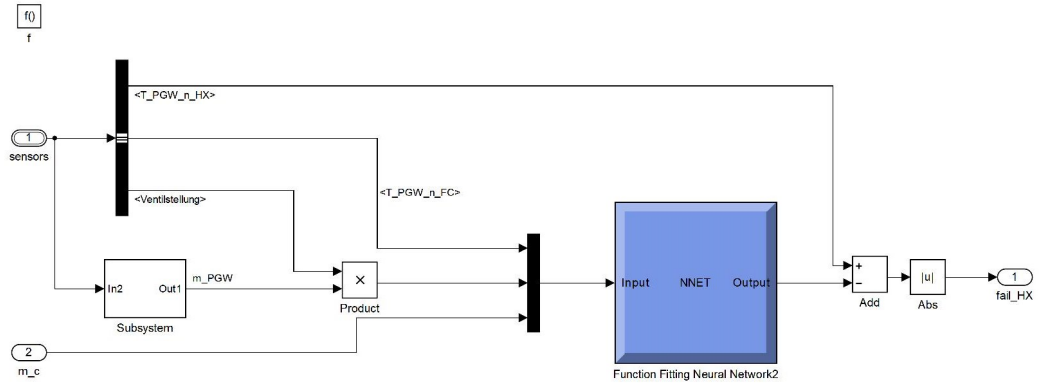 f()
f
<T_PGW_n_HX>
1
sensors
<T_PGW_n_FC>
<Ventilstellung>
m_PGW
In2 Out1
Subsystem
×
Product
Input NNET Output
Function Fitting Neural Network2
+
−
Add
|u|
Abs
1
fail_HX
2
m_c